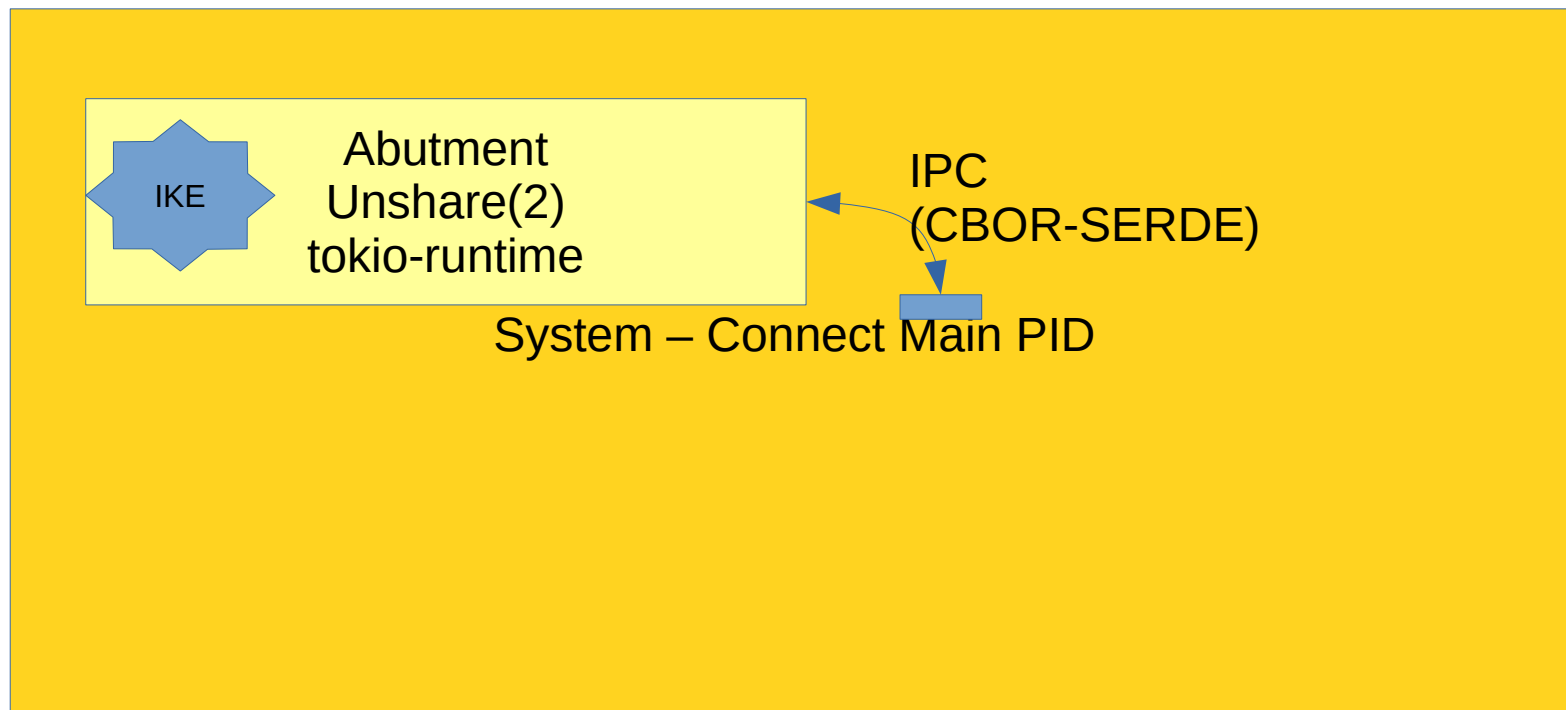 IKE
Abutment
Unshare(2)
tokio-runtime
IPC
(CBOR-SERDE)
System – Connect Main PID